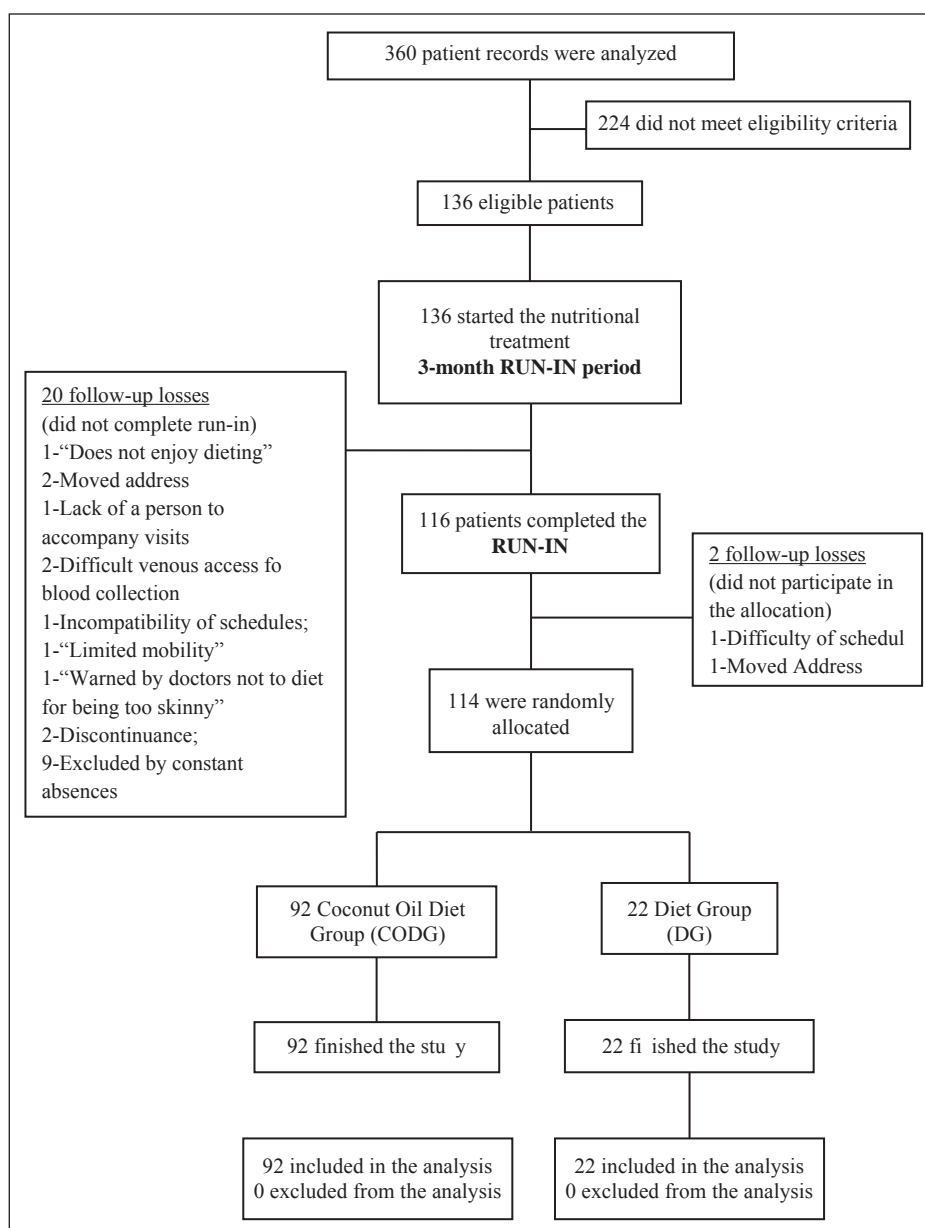 360 patient records were analyzed
224 did not meet eligibility criteria
136 eligible patients
136 started the nutritional
treatment
3-month RUN-IN period
20 follow-up losses
(did not complete run-in)
1-“Does not enjoy dieting”
2-Moved address
1-Lack of a person to
accompany visits
2-Difficult venous access fo
blood collection
1-Incompatibility of schedules;
1-“Limited mobility”
1-“Warned by doctors not to diet
for being too skinny”
2-Discontinuance;
9-Excluded by constant
absences
116 patients completed the
RUN-IN
2 follow-up losses
(did not participate in
the allocation)
1-Difficulty of schedul
1-Moved Address
114 were randomly
allocated
92 Coconut Oil Diet
Group (CODG)
22 Diet Group
(DG)
92 finished the stu y
22 fi ished the study
92 included in the analysis
0 excluded from the analysis
22 included in the analysis
0 excluded from the analysis